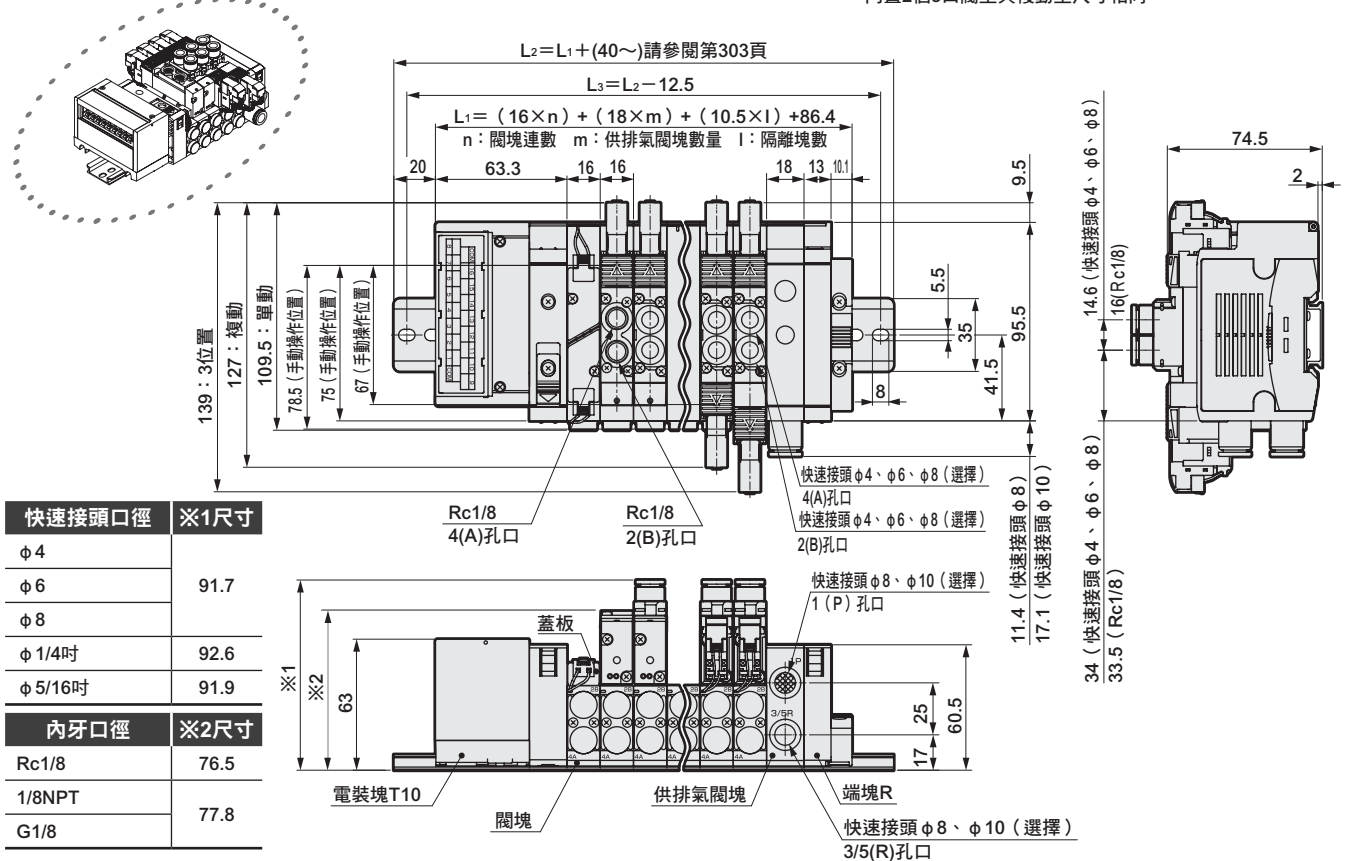 L2=L1+(40~)請參閱第303頁
L3=L2-12.5
L1=(16×n)+(18×m)+(10.5×l)+86.4
n:閥塊連數 m:供排氣閥塊數量 l:隔離塊數
20
63.3
16
16
18
13
10.1
9.5
95.5
5.5
35
41.5
8
139:3位置
127:複動
109.5:單動
78.5(手動操作位置)
75(手動操作位置)
67(手動操作位置)
Rc1/8
4(A)孔口
Rc1/8
2(B)孔口
快速接頭φ4、φ6、φ8(選擇)
4(A)孔口
快速接頭φ4、φ6、φ8(選擇)
2(B)孔口
11.4(快速接頭φ8)
17.1(快速接頭φ10)
74.5
2
14.6(快速接頭φ4、φ6、φ8)
16(Rc1/8)
34(快速接頭φ4、φ6、φ8)
33.5(Rc1/8)
快速接頭口徑 ※1尺寸
φ4
φ6 91.7
φ8
φ1/4吋 92.6
φ5/16吋 91.9
內牙口徑 ※2尺寸
Rc1/8 76.5
1/8NPT
77.8
G1/8
※1
※2
63
蓋板
快速接頭φ8、φ10(選擇)
1(P)孔口
P
3/5R
2B
2B
2B
2B
4A
4A
4A
4A
4A
4A
25
17
60.5
電裝塊T10
閥塊
供排氣閥塊
端塊R
快速接頭φ8、φ10(選擇)
3/5(R)孔口